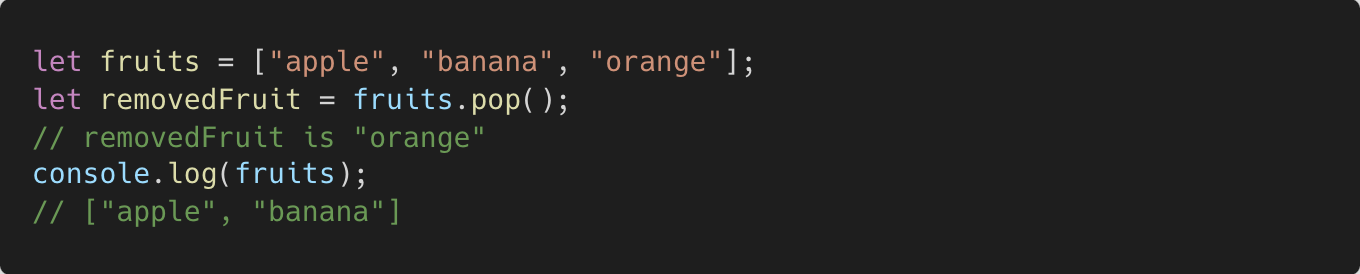 let fruits = ["apple", "banana", "orange"];
let removedFruit = fruits.pop();
// removedFruit is "orange"
console.log(fruits);
// ["apple", "banana"]